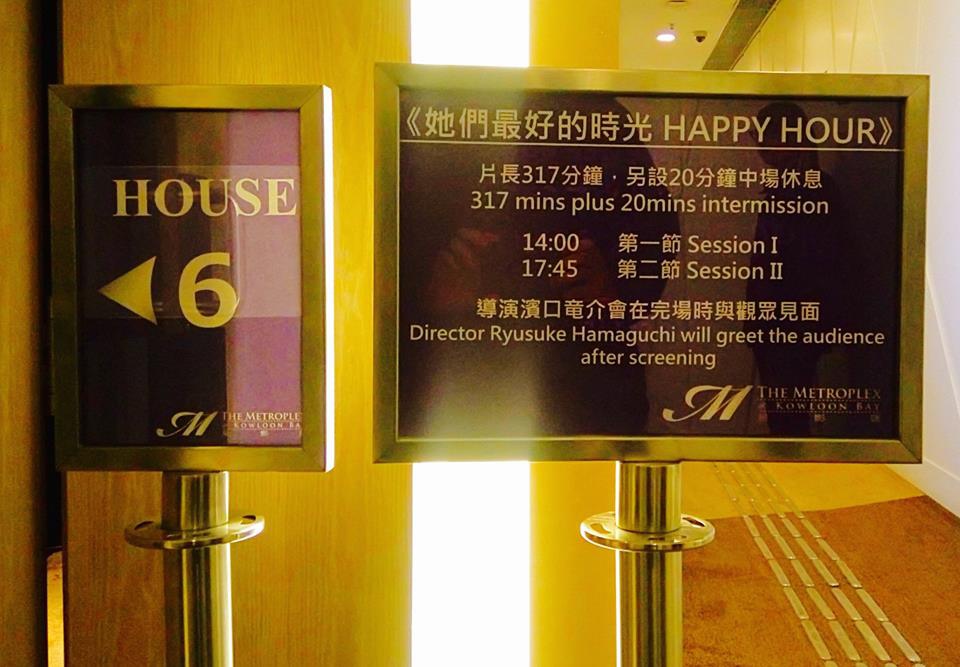 HOUSE
6
THE METROPLEX
KOWLOON BAY
《她們最好的時光 HAPPY HOUR》
片長317分鐘，另設20分鐘中場休息
317 mins plus 20mins intermission
14:00 第一節 Session I
17:45 第二節 Session II
導演濱口竜介會在完場時與觀眾見面
Director Ryusuke Hamaguchi will greet the audience
after screening
M THE METROPLEX
KOWLOON BAY